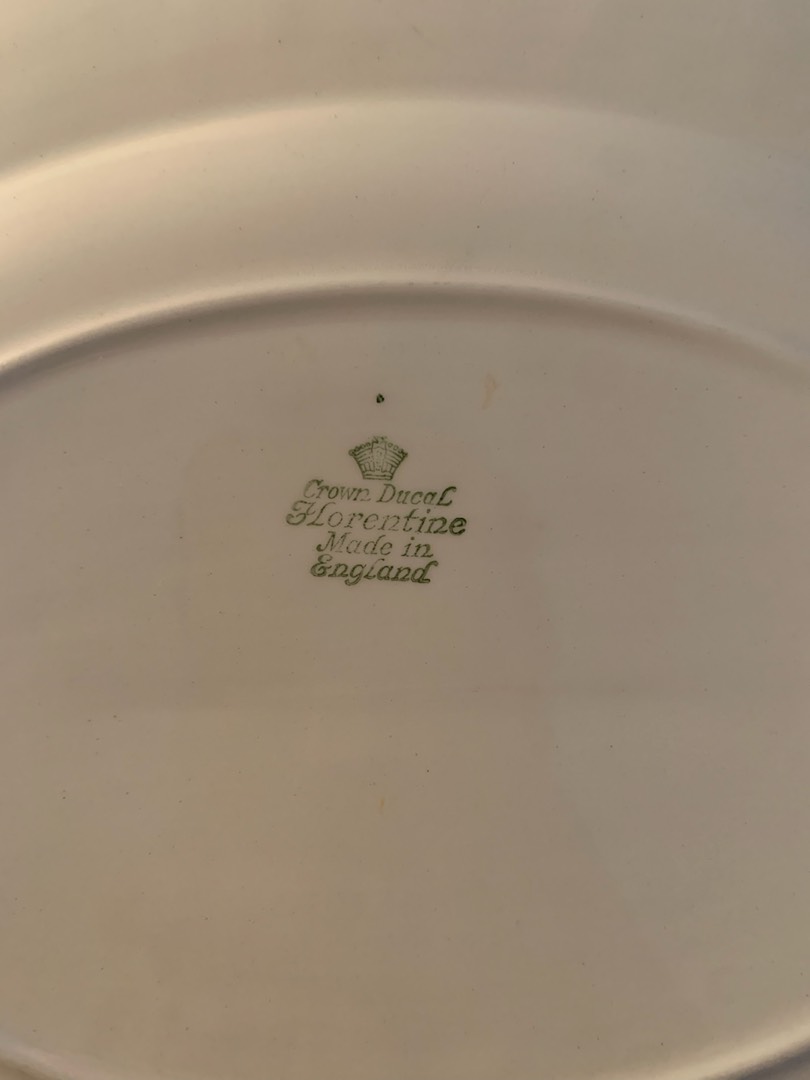 Crown Ducal
Florentine
Made in
England